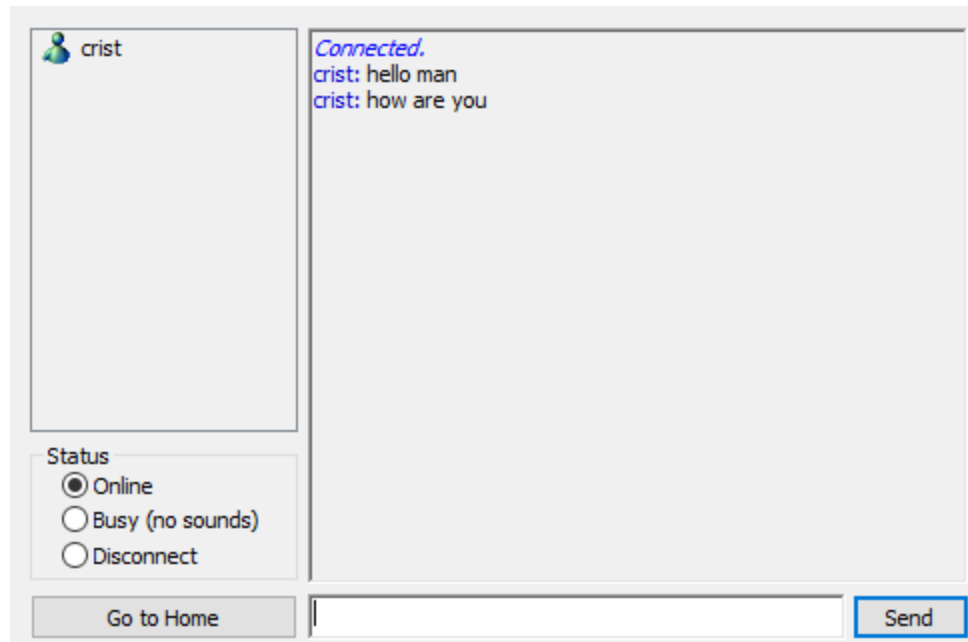 crist
Connected.
crist: hello man
crist: how are you
Status
Online
Busy (no sounds)
Disconnect
Go to Home
Send